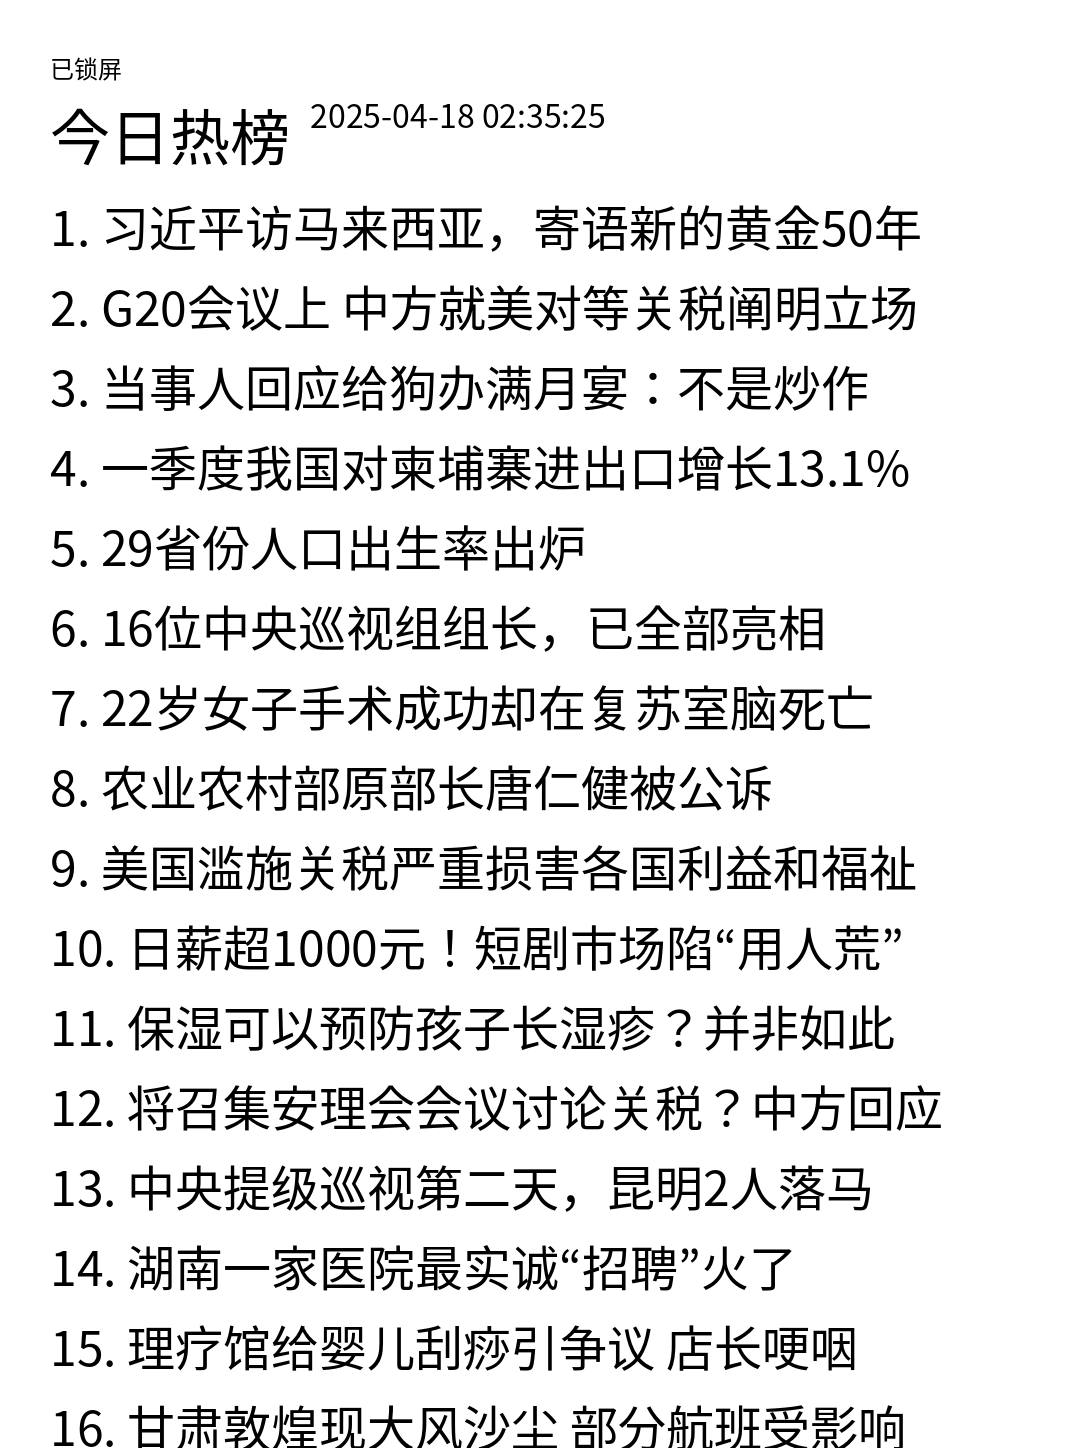 已锁屏
今日热榜 2025-04-18 02:35:25
1. 习近平访马来西亚，寄语新的黄金50年
2. G20会议上 中方就美对等关税阐明立场
3. 当事人回应给狗办满月宴：不是炒作
4. 一季度我国对柬埔寨进出口增长13.1%
5. 29省份人口出生率出炉
6. 16位中央巡视组组长，已全部亮相
7. 22岁女子手术成功却在复苏室脑死亡
8. 农业农村部原部长唐仁健被公诉
9. 美国滥施关税严重损害各国利益和福祉
10. 日薪超1000元！短剧市场陷“用人荒”
11. 保湿可以预防孩子长湿疹？并非如此
12. 将召集安理会会议讨论关税？中方回应
13. 中央提级巡视第二天，昆明2人落马
14. 湖南一家医院最实诚“招聘”火了
15. 理疗馆给婴儿刮痧引争议 店长哽咽
16. 甘肃敦煌现大风沙尘 部分航班受影响